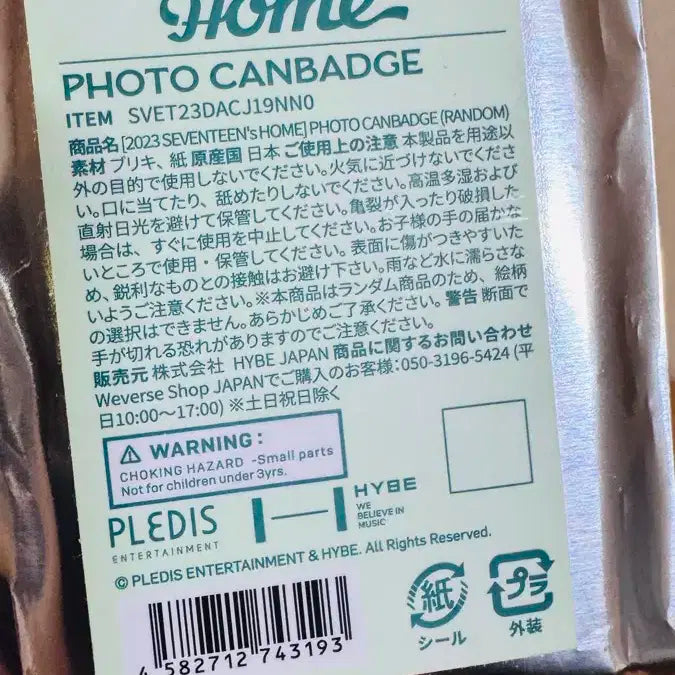 Home
PHOTO CANBADGE
ITEM SVET23DACJ19NN0
商品名 [2023 SEVENTEEN's HOME] PHOTO CANBADGE (RANDOM)
素材 ブリキ、紙 原産国 日本 ご使用上の注意 本製品を用途以
外の目的で使用しないでください。火気に近づけないでくださ
い。口に当てたり、舐めたりしないでください。高温多湿および
直射日光を避けて保管してください。亀裂が入ったり破損した
場合は、すぐに使用を中止してください。お子様の手の届かな
いところで使用・保管してください。表面に傷がつきやすいた
め、鋭利なものとの接触はお避け下さい。雨など水に濡らさな
いようご注意ください。※本商品はランダム商品のため、絵柄
の選択はできません。あらかじめご了承ください。警告 断面で
手が切れる恐れがありますのでご注意ください。
販売元 株式会社 HYBE JAPAN 商品に関するお問い合わせ
Weverse Shop JAPANでご購入のお客様：050-3196-5424 (平
日10:00〜17:00) ※土日祝日除く
⚠ WARNING :
CHOKING HAZARD -Small parts
Not for children under 3yrs.
PLEDIS
ENTERTAINMENT
HYBE
WE
BELIEVE IN
MUSIC
© PLEDIS ENTERTAINMENT & HYBE. All Rights Reserved.
4 582712 743193
紙
シール
プラ
外装